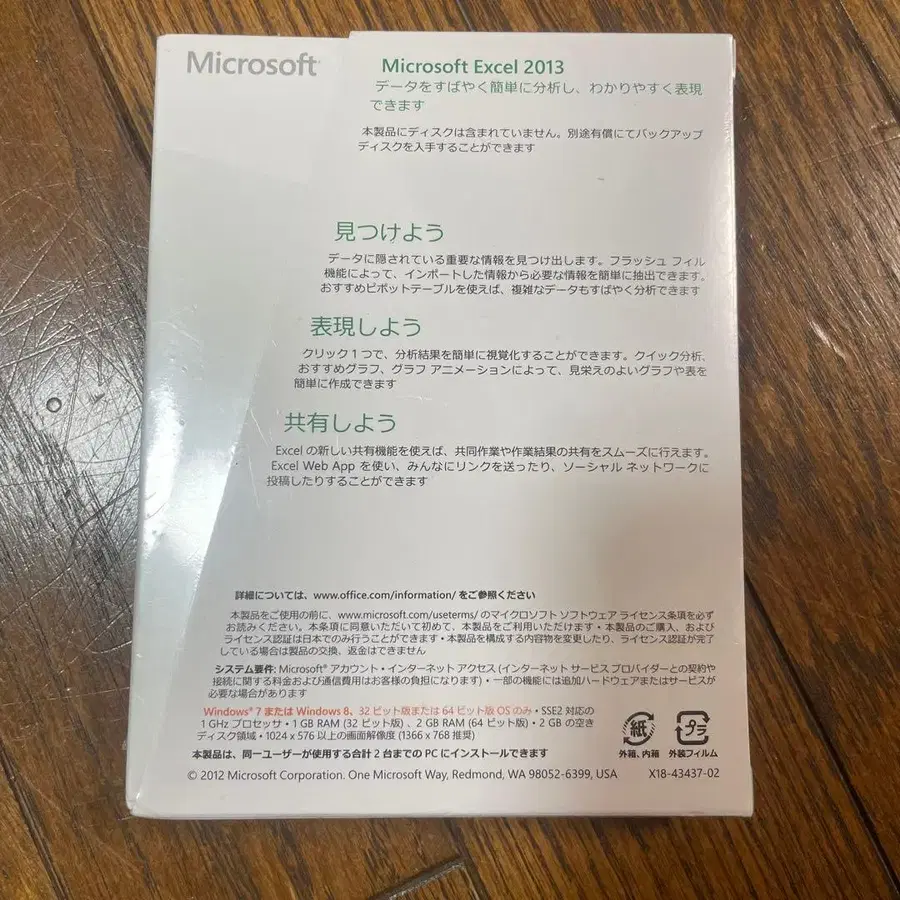 Microsoft
Microsoft Excel 2013
データをすばやく簡単に分析し、わかりやすく表現
できます
本製品にディスクは含まれていません。別途有償にてバックアップ
ディスクを入手することができます
見つけよう
データに隠されている重要な情報を見つけ出します。フラッシュ フィル
機能によって、インポートした情報から必要な情報を簡単に抽出できます。
おすすめピボットテーブルを使えば、複雑なデータもすばやく分析できます
表現しよう
クリック 1 つで、分析結果を簡単に視覚化することができます。クイック分析、
おすすめグラフ、グラフ アニメーションによって、見栄えのよいグラフや表を
簡単に作成できます
共有しよう
Excel の新しい共有機能を使えば、共同作業や作業結果の共有をスムーズに行えます。
Excel Web App を使い、みんなにリンクを送ったり、ソーシャル ネットワークに
投稿したりすることができます
詳細については、www.office.com/information/ をご参照ください
本製品をご使用の前に、www.microsoft.com/useterms/ のマイクロソフト ソフトウェア ライセンス条項を必ず
お読みください。本条項に同意いただいて初めて、本製品をご利用いただけます・本製品のご購入、および
ライセンス認証は日本でのみ行うことができます・本製品を構成する内容物を変更したり、ライセンス認証が完了
している場合は製品の交換、返金はできません
システム要件: Microsoft® アカウント・インターネット アクセス (インターネット サービス プロバイダーとの契約や
接続に関する料金および通信費用はお客様の負担になります)・一部の機能には追加ハードウェアまたはサービスが
必要な場合があります
Windows® 7 または Windows 8、32 ビット版または 64 ビット版 OS のみ・SSE2 対応の
1 GHz プロセッサ・1 GB RAM (32 ビット版) 、2 GB RAM (64 ビット版)・2 GB の空き
ディスク領域・1024 x 576 以上の画面解像度 (1366 x 768 推奨)
本製品は、同一ユーザーが使用する合計 2 台までの PC にインストールできます
紙
外箱、内箱
プラ
外装フィルム
© 2012 Microsoft Corporation. One Microsoft Way, Redmond, WA 98052-6399, USA
X18-43437-02